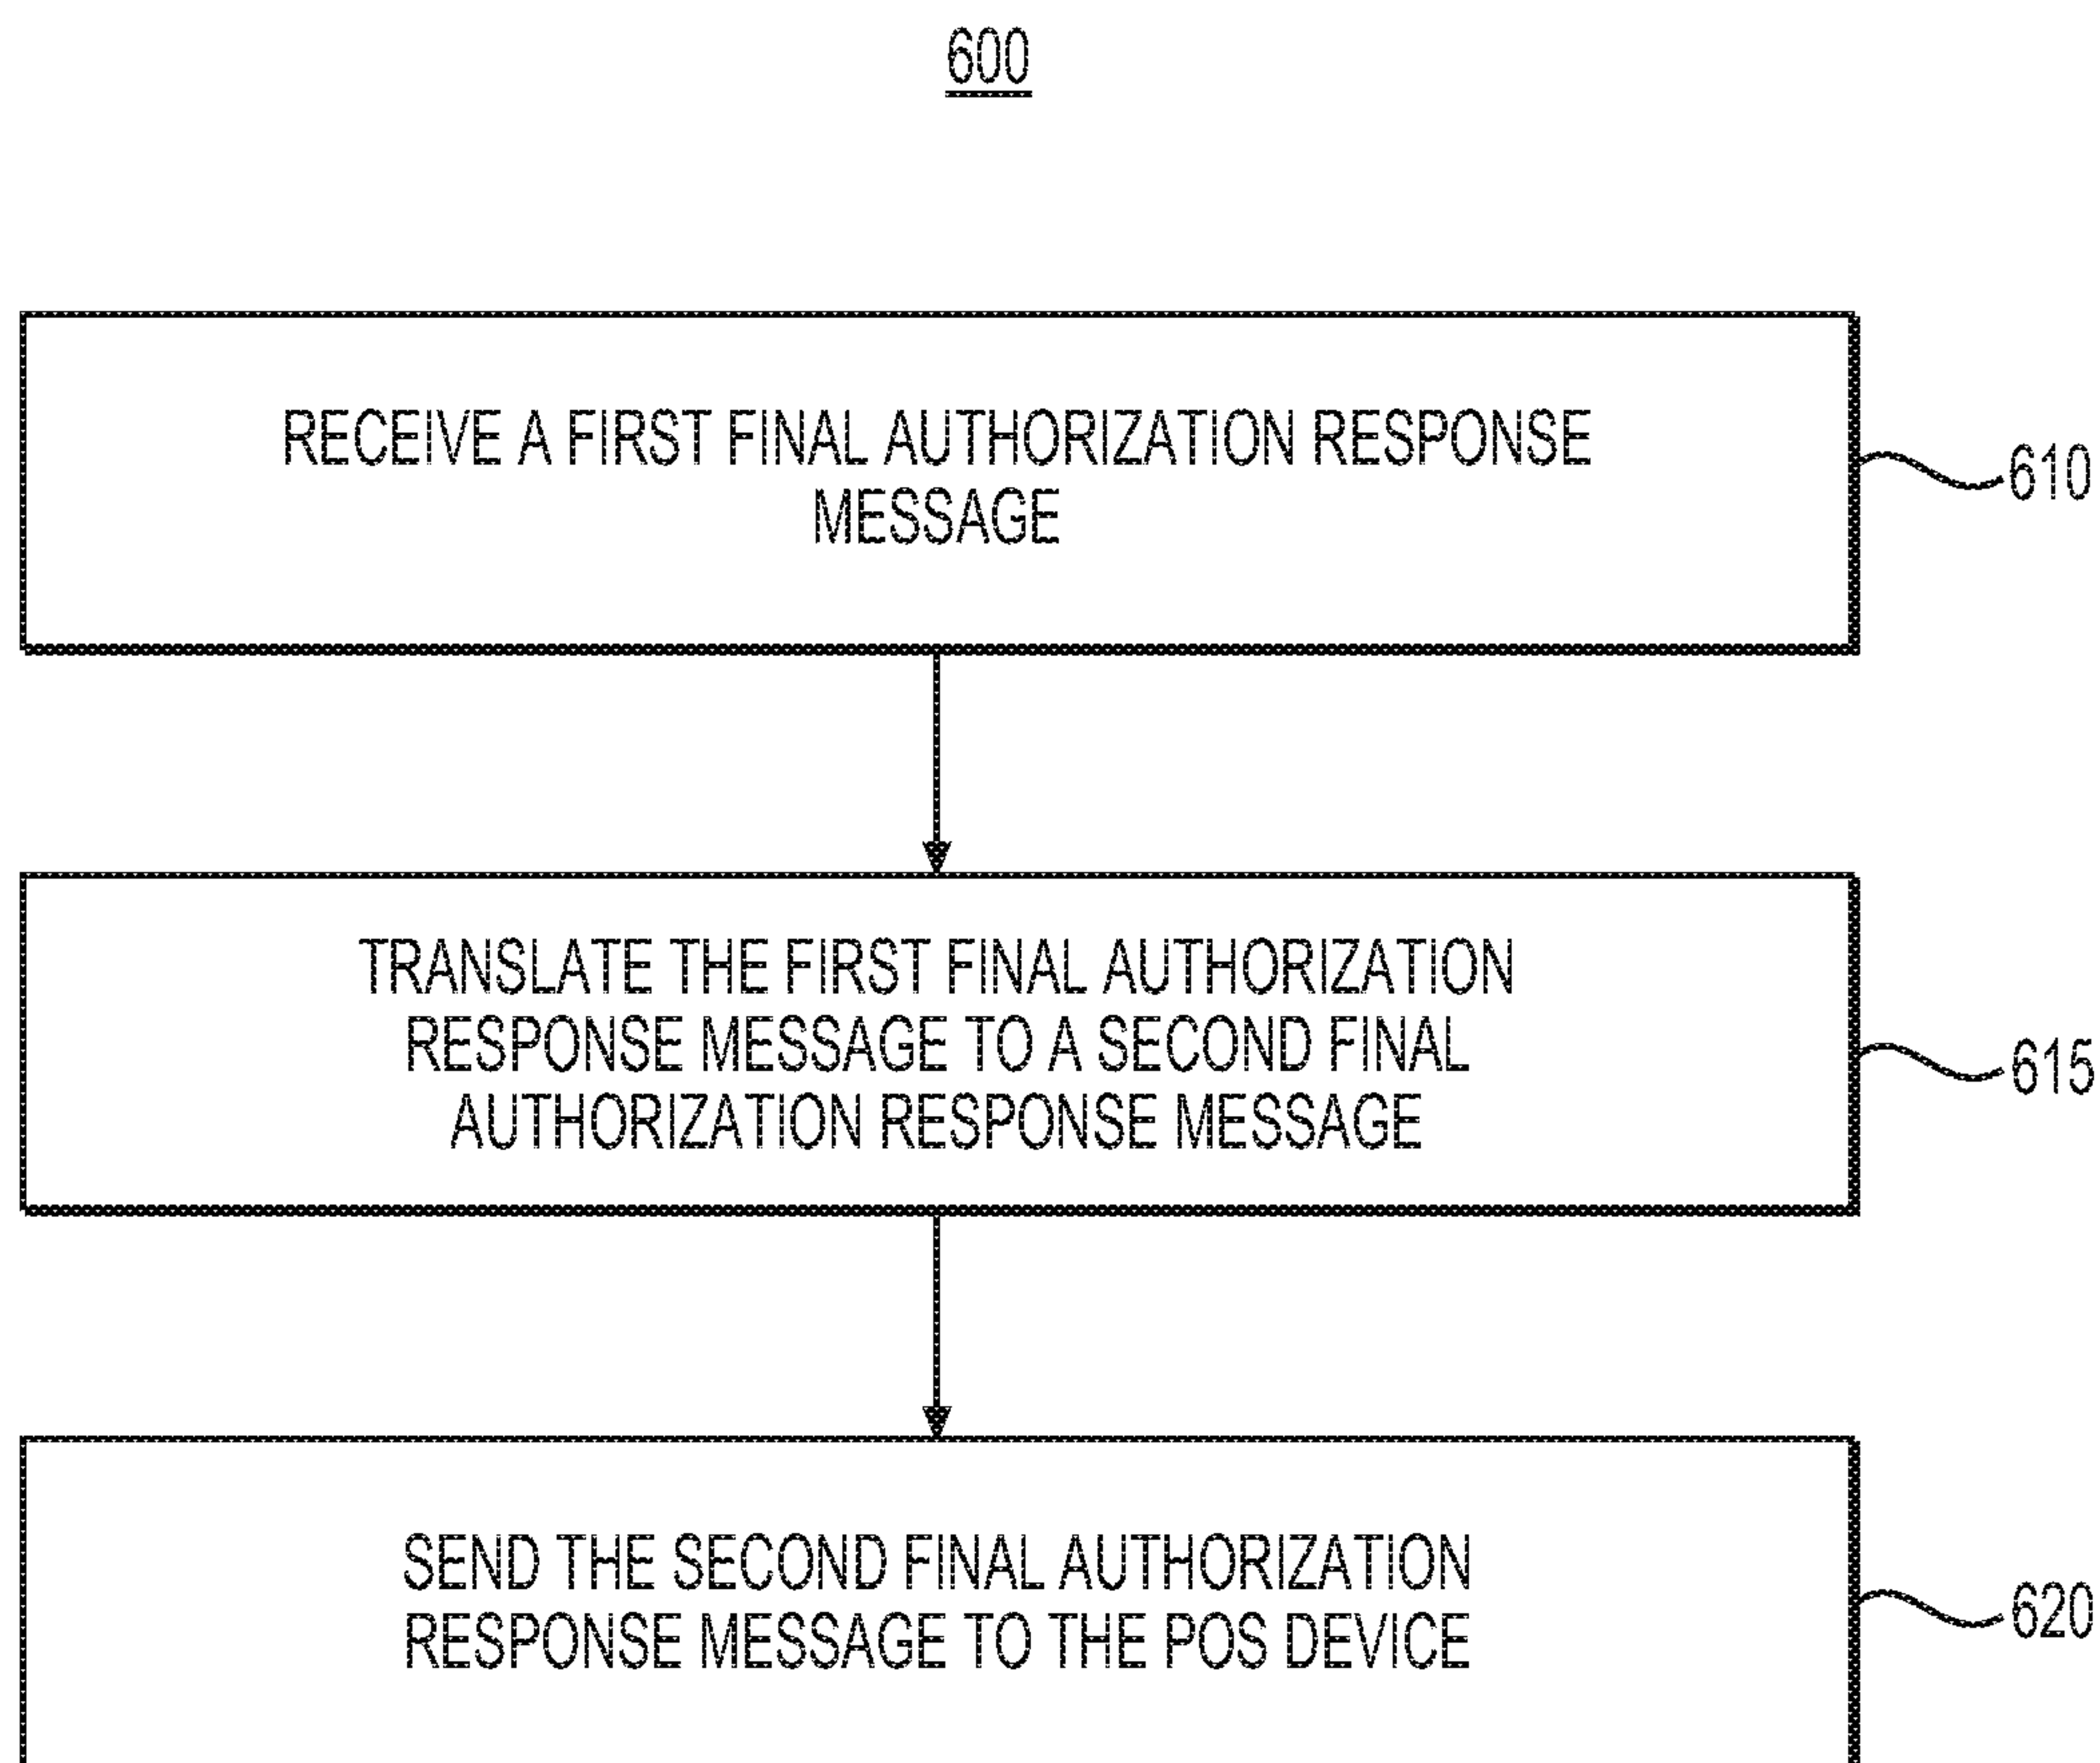 600
RECEIVE A FIRST FINAL AUTHORIZATION RESPONSE
MESSAGE
610
TRANSLATE THE FIRST FINAL AUTHORIZATION
RESPONSE MESSAGE TO A SECOND FINAL
AUTHORIZATION RESPONSE MESSAGE
615
SEND THE SECOND FINAL AUTHORIZATION
RESPONSE MESSAGE TO THE POS DEVICE
620